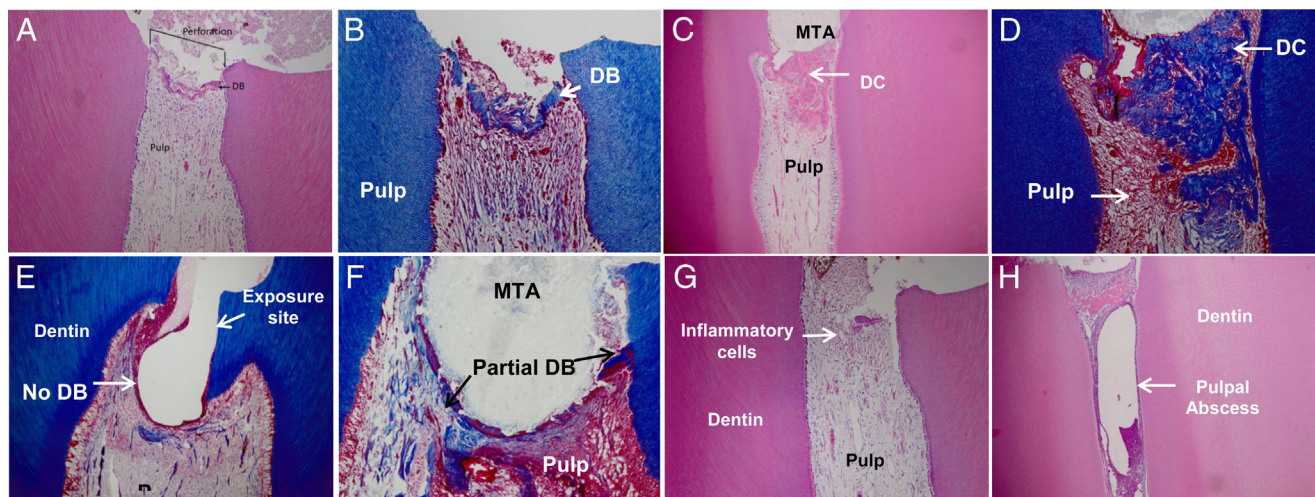 A
Perforation
DB
Pulp
B
DB
Pulp
C
MTA
DC
Pulp
D
DC
Pulp
E
Exposure
site
Dentin
No DB
F
MTA
Partial DB
Pulp
G
Inflammatory
cells
Dentin
Pulp
H
Dentin
Pulpal
Abscess